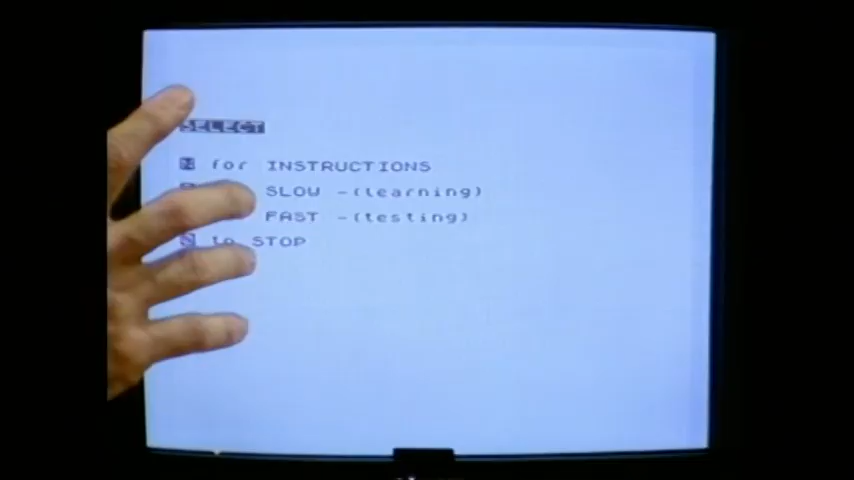 SELECT
for INSTRUCTIONS
SLOW -(learning)
FAST -(testing)
to STOP